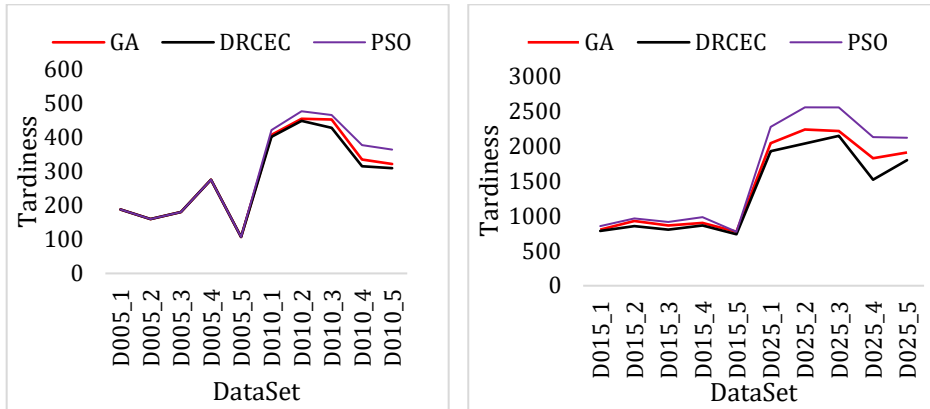 GA DRCEC PSO
600
500
400
300
200
100
0
Tardiness
D005_1 D005_2 D005_3 D005_4 D005_5 D010_1 D010_2 D010_3 D010_4 D010_5
DataSet
GA DRCEC PSO
3000
2500
2000
1500
1000
500
0
Tardiness
D015_1 D015_2 D015_3 D015_4 D015_5 D025_1 D025_2 D025_3 D025_4 D025_5
DataSet